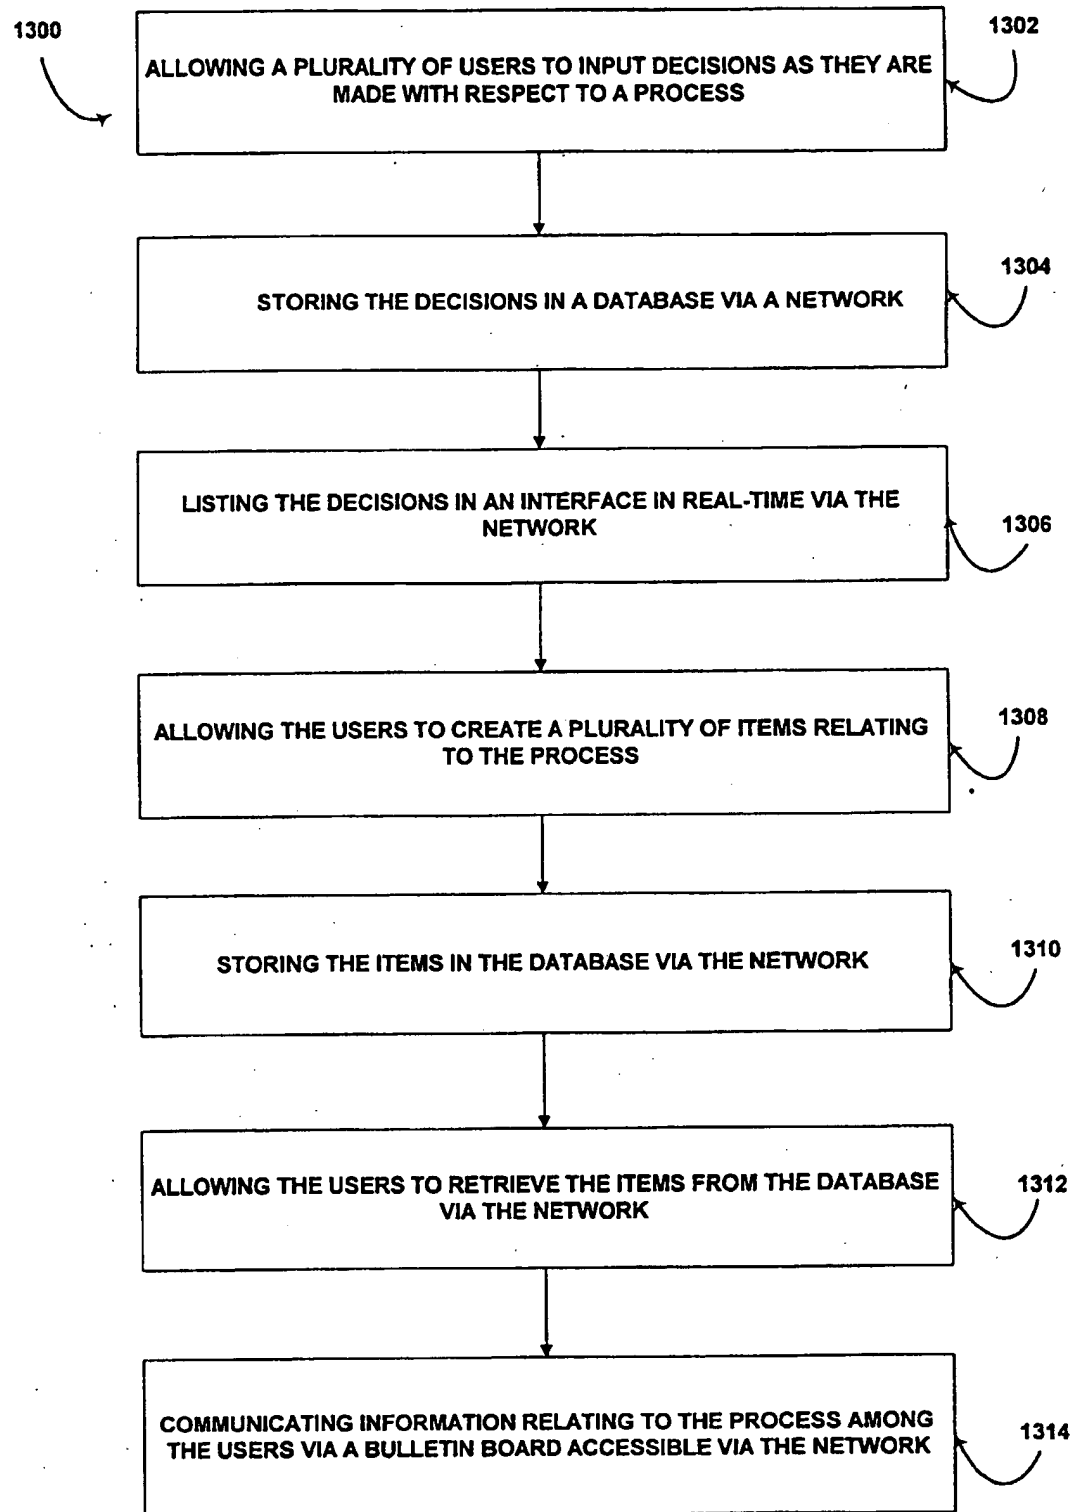 1300
1302
ALLOWING A PLURALITY OF USERS TO INPUT DECISIONS AS THEY ARE
MADE WITH RESPECT TO A PROCESS
1304
STORING THE DECISIONS IN A DATABASE VIA A NETWORK
LISTING THE DECISIONS IN AN INTERFACE IN REAL-TIME VIA THE
NETWORK
1306
1308
ALLOWING THE USERS TO CREATE A PLURALITY OF ITEMS RELATING
TO THE PROCESS
1310
STORING THE ITEMS IN THE DATABASE VIA THE NETWORK
1312
ALLOWING THE USERS TO RETRIEVE THE ITEMS FROM THE DATABASE
VIA THE NETWORK
COMMUNICATING INFORMATION RELATING TO THE PROCESS AMONG
THE USERS VIA A BULLETIN BOARD ACCESSIBLE VIA THE NETWORK
1314